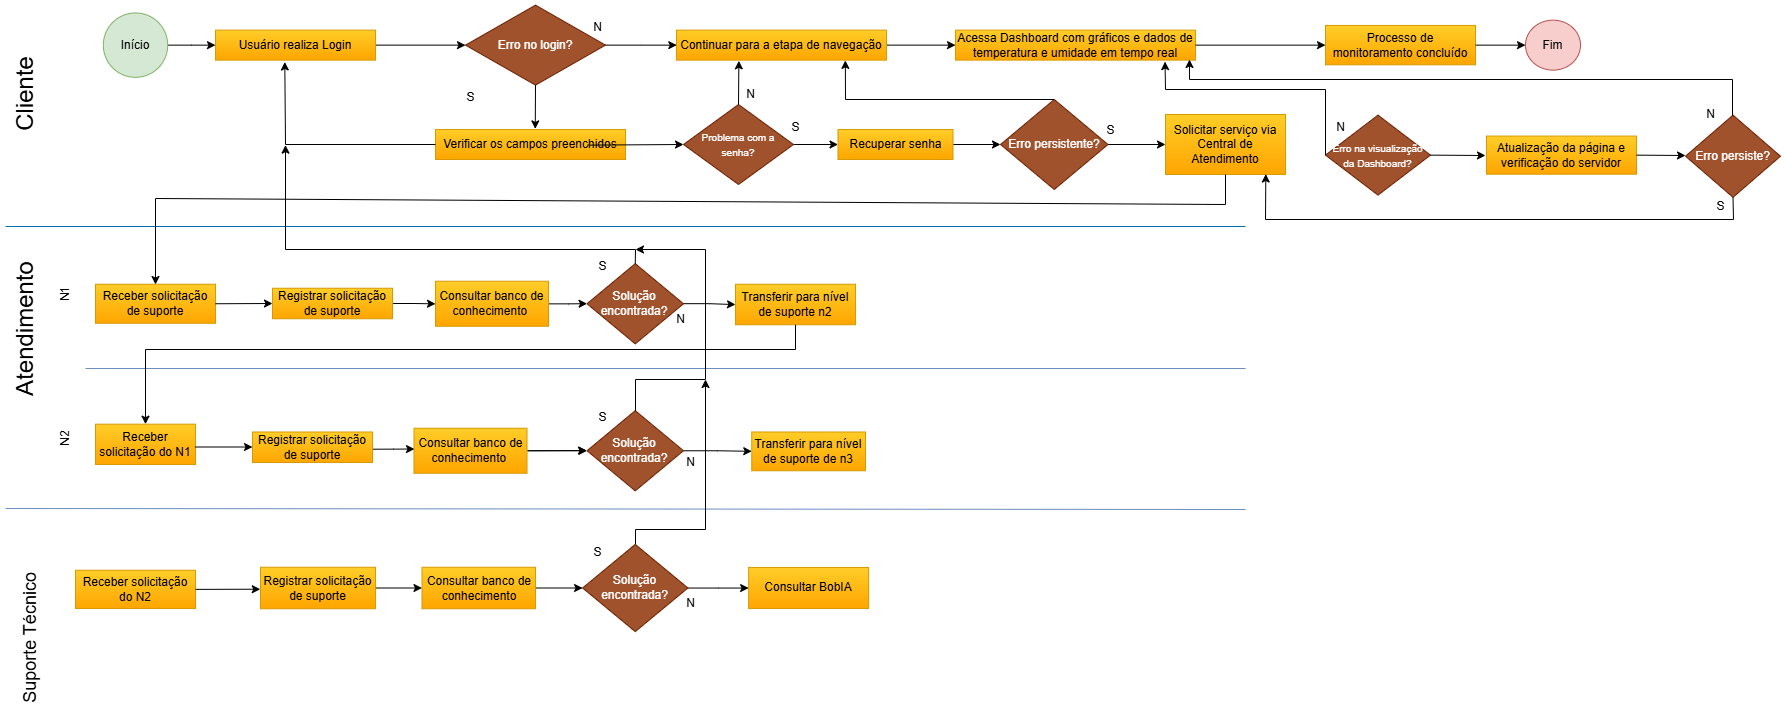 Cliente
Início
Usuário realiza Login
Erro no login?
N
S
Continuar para a etapa de navegação
Acessa Dashboard com gráficos e dados de
temperatura e umidade em tempo real
Processo de
monitoramento concluído
Fim
Verificar os campos preenchidos
Problema com a
senha?
N
S
Recuperar senha
Erro persistente?
S
Solicitar serviço via
Central de
Atendimento
N
Erro na visualização
da Dashboard?
Atualização da página e
verificação do servidor
N
Erro persiste?
S
Atendimento
N1
Receber solicitação
de suporte
Registrar solicitação
de suporte
Consultar banco de
conhecimento
S
Solução
encontrada?
N
Transferir para nível
de suporte n2
N2
Receber
solicitação do N1
Registrar solicitação
de suporte
Consultar banco de
conhecimento
S
Solução
encontrada?
N
Transferir para nível
de suporte de n3
Suporte Técnico
Receber solicitação
do N2
Registrar solicitação
de suporte
Consultar banco de
conhecimento
S
Solução
encontrada?
N
Consultar BobIA